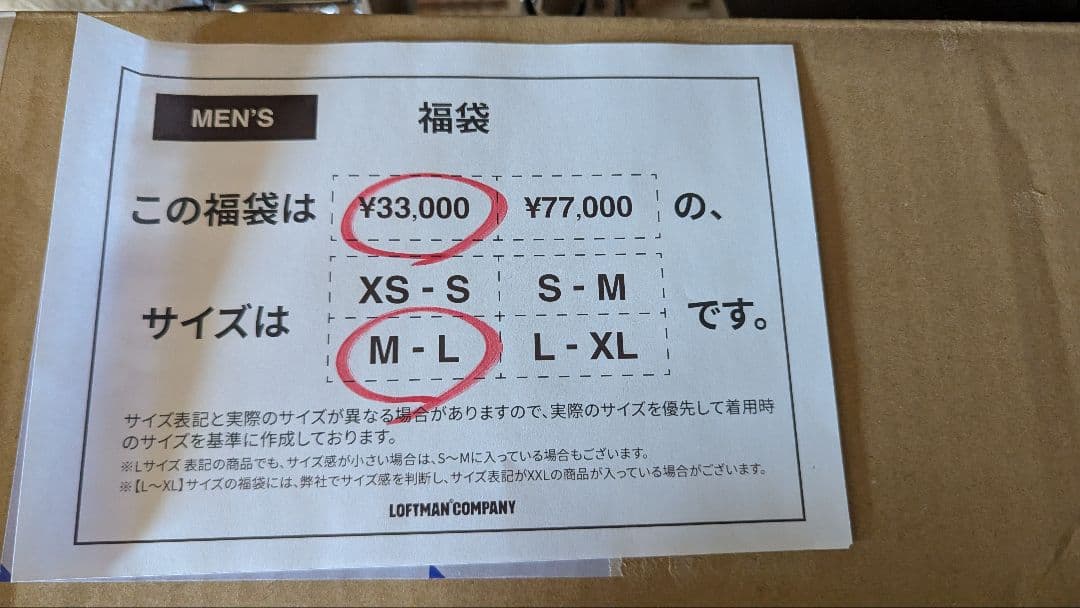 MEN'S
福袋
この福袋は ¥33,000 ¥77,000 の、
XS - S S - M
サイズは です。
M - L L - XL
サイズ表記と実際のサイズが異なる場合がありますので、実際のサイズを優先して着用時
のサイズを基準に作成しております。
※Lサイズ 表記の商品でも、サイズ感が小さい場合は、S〜Mに入っている場合もございます。
※【L〜XL】サイズの福袋には、弊社でサイズ感を判断し、サイズ表記がXXLの商品が入っている場合がございます。
LOFTMAN COMPANY